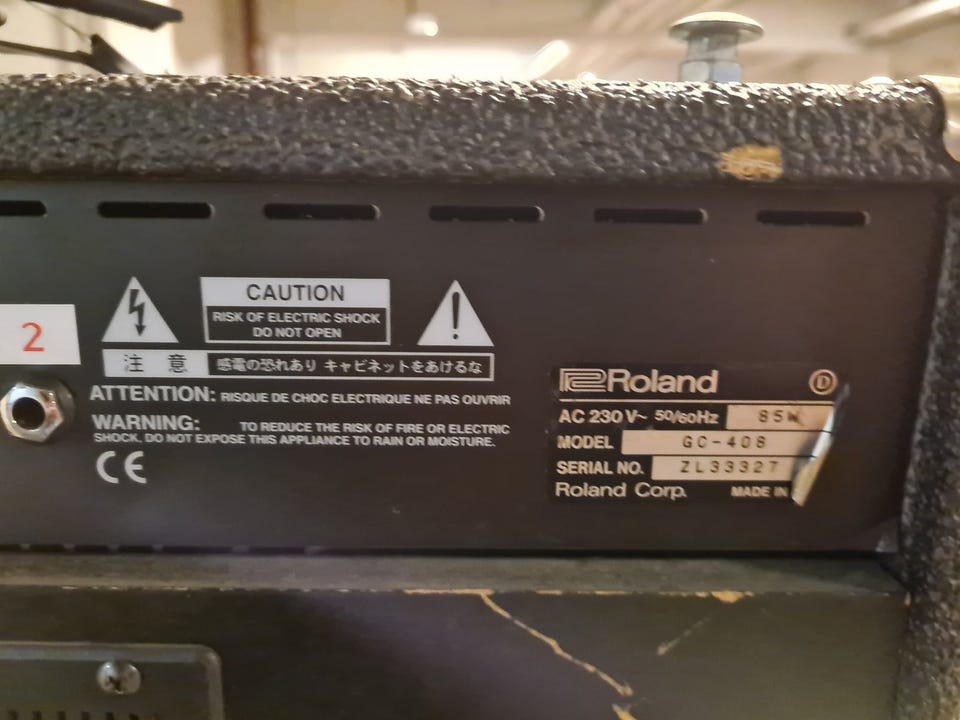 2
CAUTION
RISK OF ELECTRIC SHOCK
DO NOT OPEN
注 意 感電の恐れあり キャビネットをあけるな
ATTENTION: RISQUE DE CHOC ELECTRIQUE NE PAS OUVRIR
WARNING: TO REDUCE THE RISK OF FIRE OR ELECTRIC
SHOCK. DO NOT EXPOSE THIS APPLIANCE TO RAIN OR MOISTURE.
CE
Roland D
AC 230 V~ 50/60Hz 85W
MODEL GC-408
SERIAL NO. ZL33327
Roland Corp. MADE IN